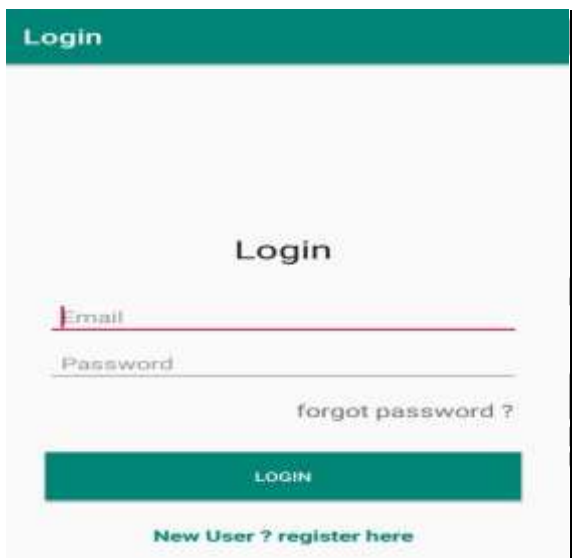 Login
Login
Email
Password
forgot password ?
LOGIN
New User ? register here